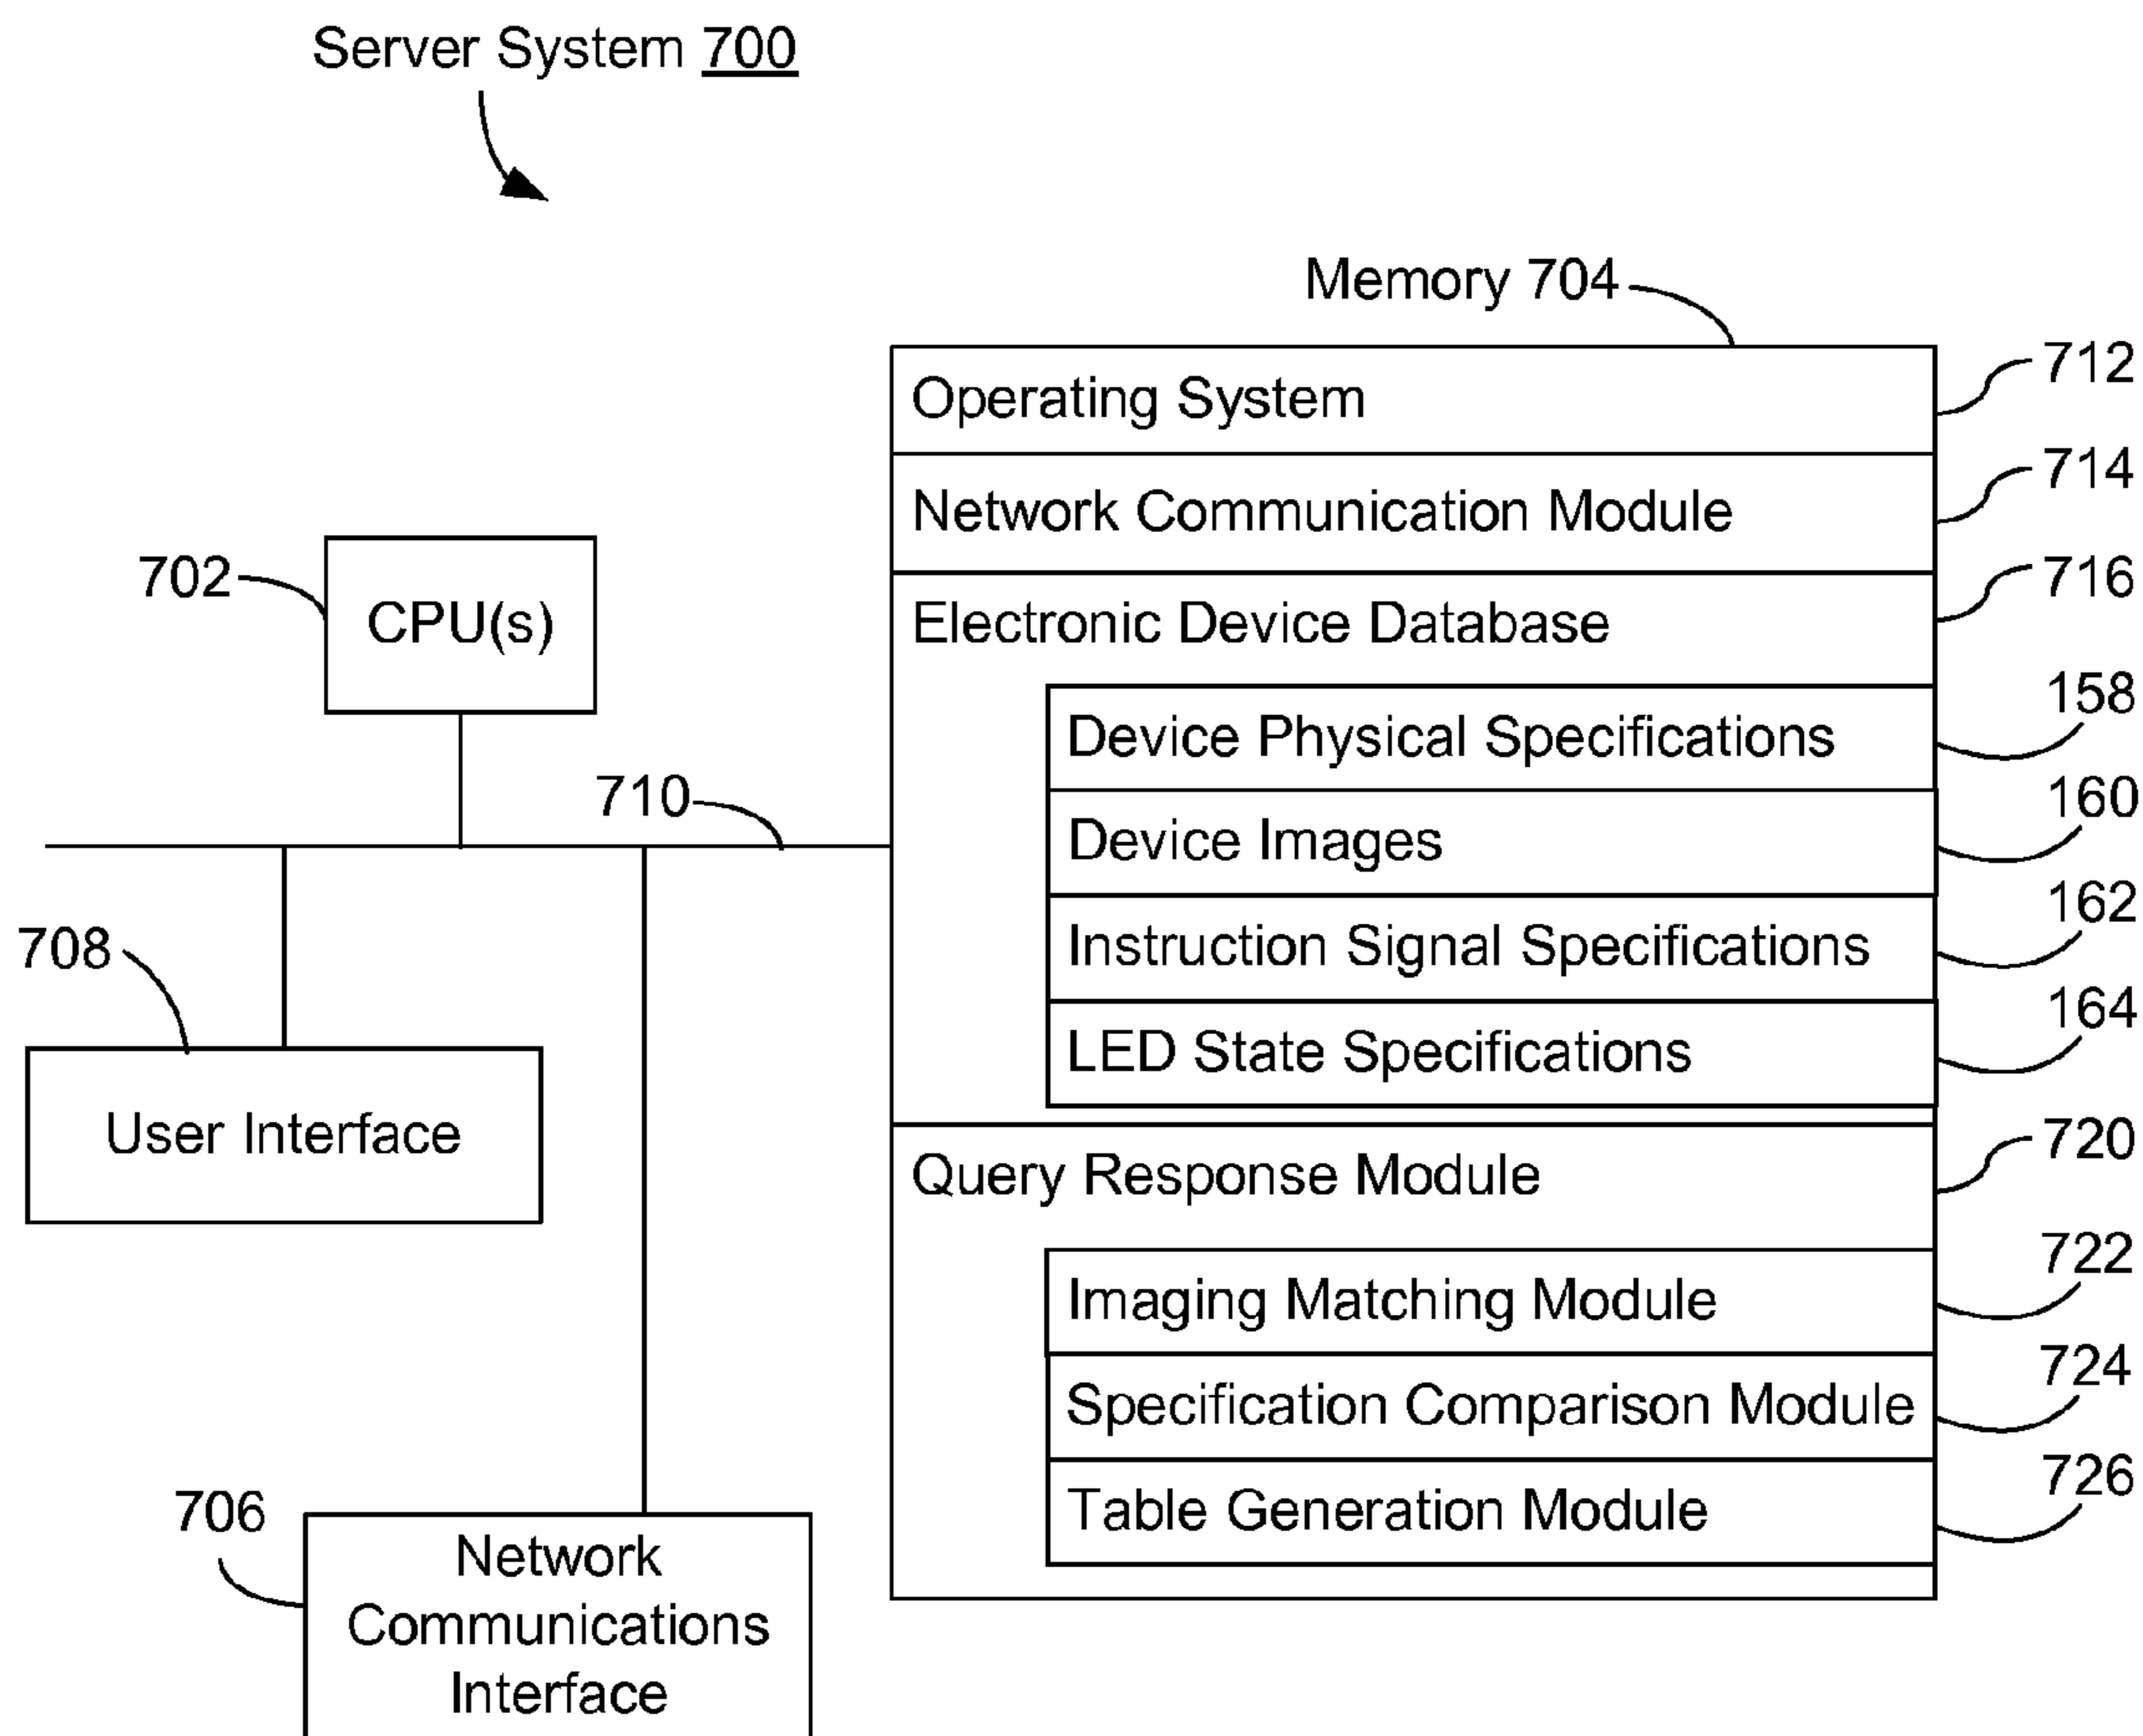 Server System 700
Memory 704
Operating System
712
Network Communication Module
714
Electronic Device Database
716
Device Physical Specifications
158
Device Images
160
Instruction Signal Specifications
162
LED State Specifications
164
Query Response Module
720
Imaging Matching Module
722
Specification Comparison Module
724
Table Generation Module
726
702
CPU(s)
710
708
User Interface
706
Network
Communications
Interface